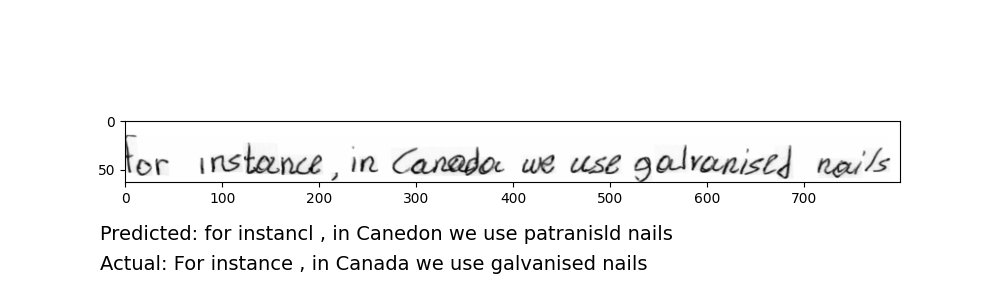 0
for instance, in Canada we use galvanised nails
50
0 100 200 300 400 500 600 700
Predicted: for instancl , in Canedon we use patranisld nails
Actual: For instance , in Canada we use galvanised nails